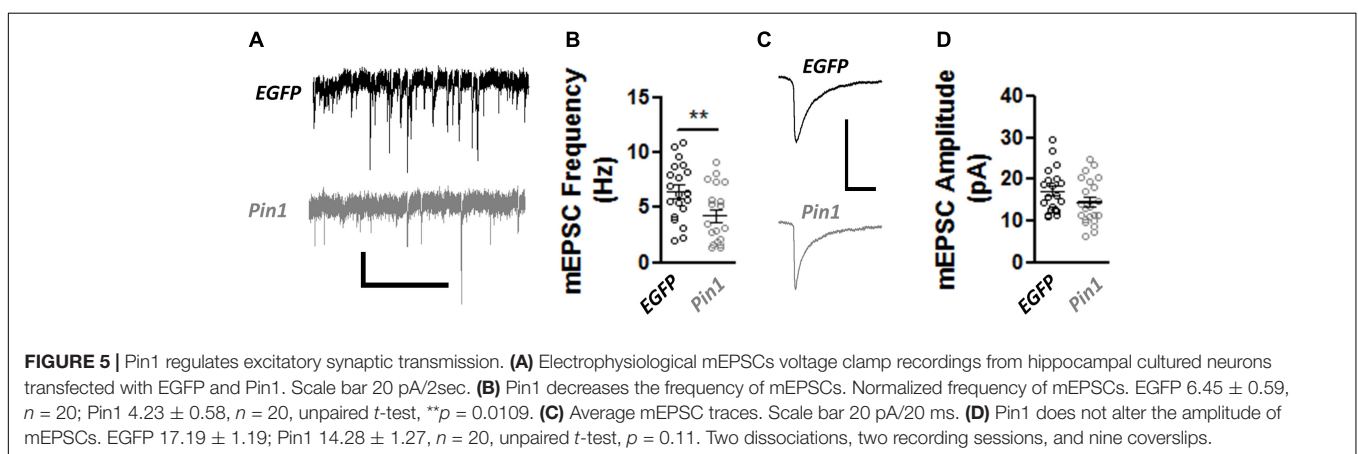 A
B
C
D
EGFP
Pin1
mEPSC Frequency
(Hz)
15
10
5
0
**
EGFP
Pin1
EGFP
Pin1
mEPSC Amplitude
(pA)
40
30
20
10
0
EGFP
Pin1
FIGURE 5 | Pin1 regulates excitatory synaptic transmission. (A) Electrophysiological mEPSCs voltage clamp recordings from hippocampal cultured neurons
transfected with EGFP and Pin1. Scale bar 20 pA/2sec. (B) Pin1 decreases the frequency of mEPSCs. Normalized frequency of mEPSCs. EGFP 6.45 ± 0.59,
n = 20; Pin1 4.23 ± 0.58, n = 20, unpaired t-test, **p = 0.0109. (C) Average mEPSC traces. Scale bar 20 pA/20 ms. (D) Pin1 does not alter the amplitude of
mEPSCs. EGFP 17.19 ± 1.19; Pin1 14.28 ± 1.27, n = 20, unpaired t-test, p = 0.11. Two dissociations, two recording sessions, and nine coverslips.